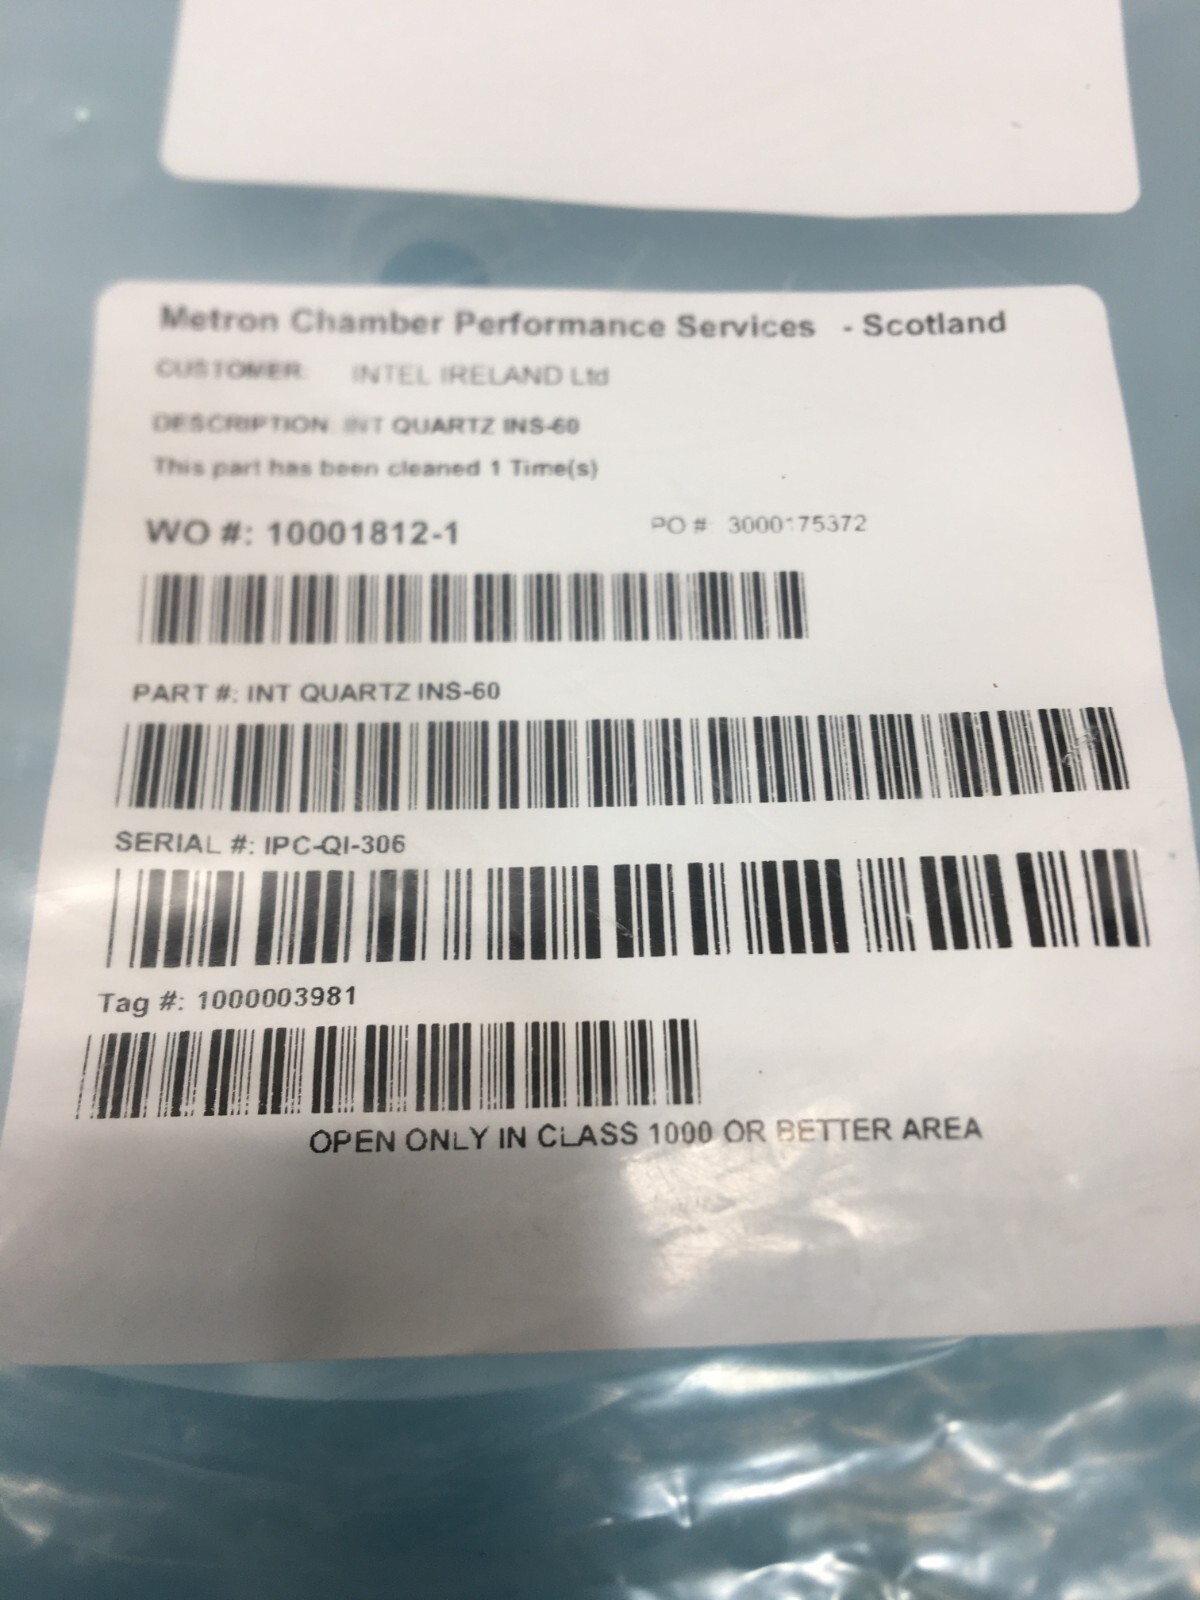 Metron Chamber Performance Services - Scotland
CUSTOMER: INTEL IRELAND Ltd
DESCRIPTION: INT QUARTZ INS-60
This part has been cleaned 1 Time(s)
WO #: 10001812-1 PO # 3000175372
PART #: INT QUARTZ INS-60
SERIAL #: IPC-QI-306
Tag #: 1000003981
OPEN ONLY IN CLASS 1000 OR BETTER AREA